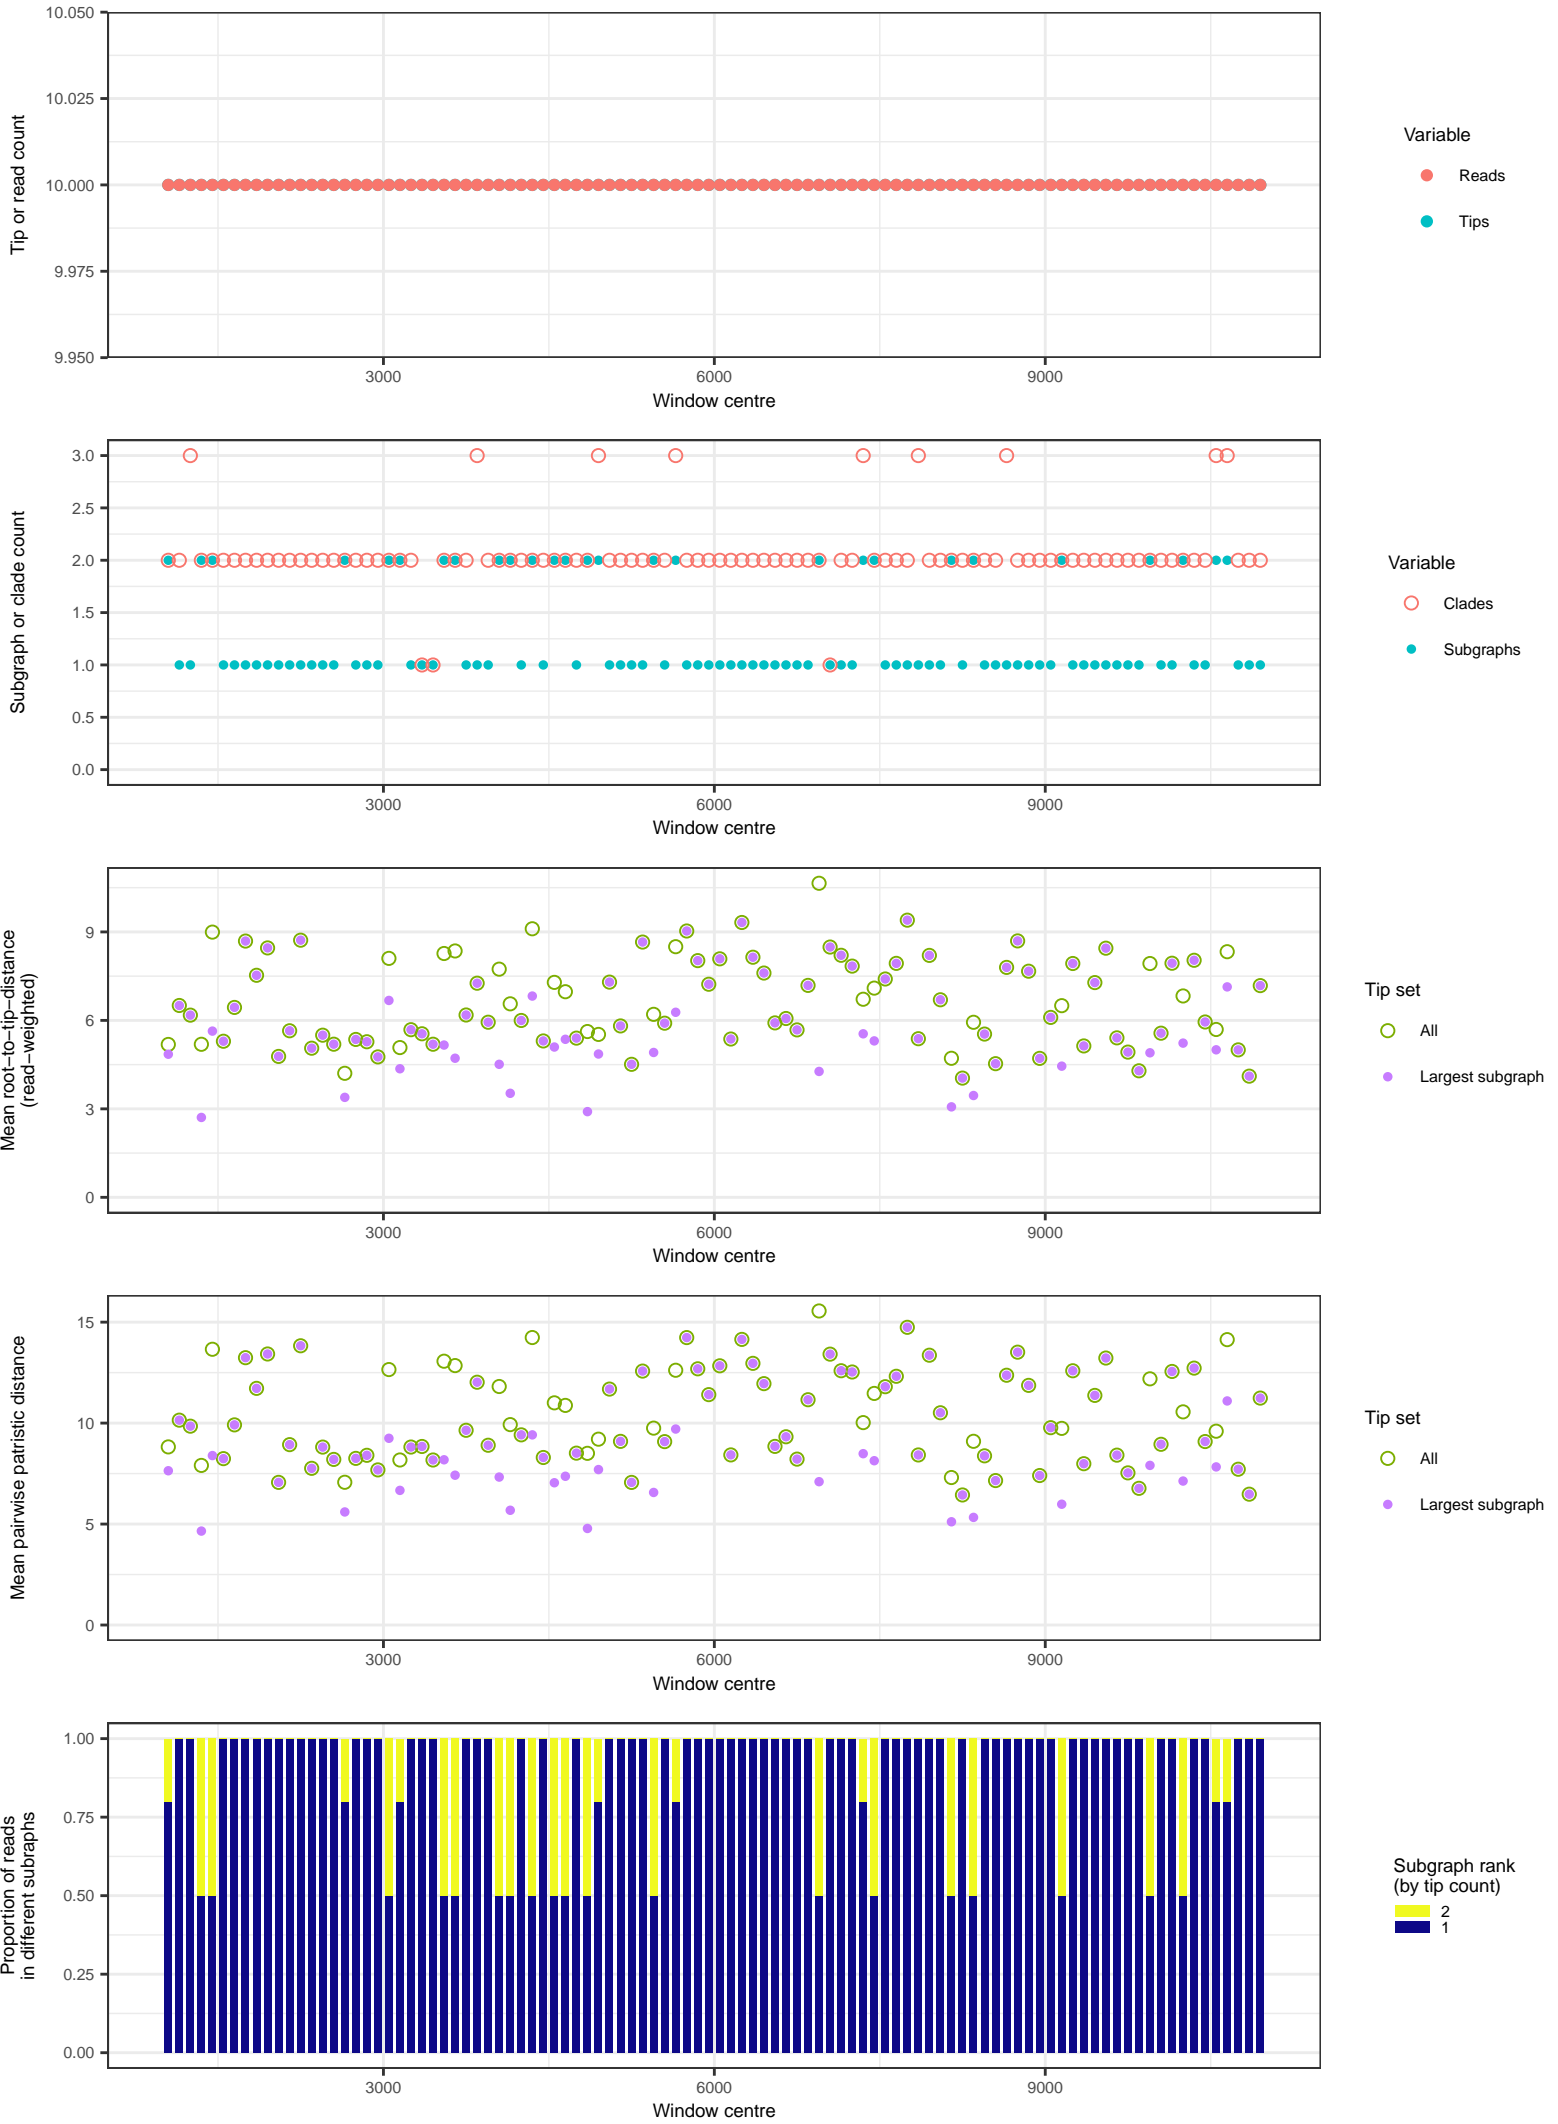 10.050
10.025
10.000
9.975
9.950
Tip or read count
3000 6000 9000
Window centre
Variable
Reads
Tips
3.0
2.5
2.0
1.5
1.0
0.5
0.0
Subgraph or clade count
3000 6000 9000
Window centre
Variable
Clades
Subgraphs
9
6
3
0
Mean root−to−tip−distance
(read−weighted)
3000 6000 9000
Window centre
Tip set
All
Largest subgraph
15
10
5
0
Mean pairwise patristic distance
3000 6000 9000
Window centre
Tip set
All
Largest subgraph
1.00
0.75
0.50
0.25
0.00
Proportion of reads
in different subraphs
3000 6000 9000
Window centre
Subgraph rank
(by tip count)
2
1